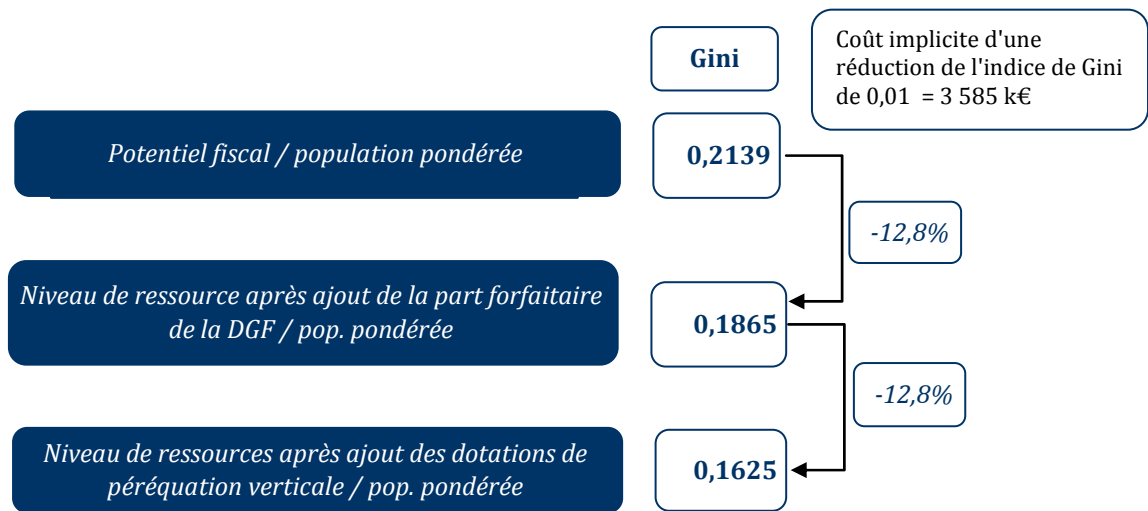 Gini
Coût implicite d'une
réduction de l'indice de Gini
de 0,01 = 3 585 k€
Potentiel fiscal / population pondérée
0,2139
-12,8%
Niveau de ressource après ajout de la part forfaitaire
de la DGF / pop. pondérée
0,1865
-12,8%
Niveau de ressources après ajout des dotations de
péréquation verticale / pop. pondérée
0,1625